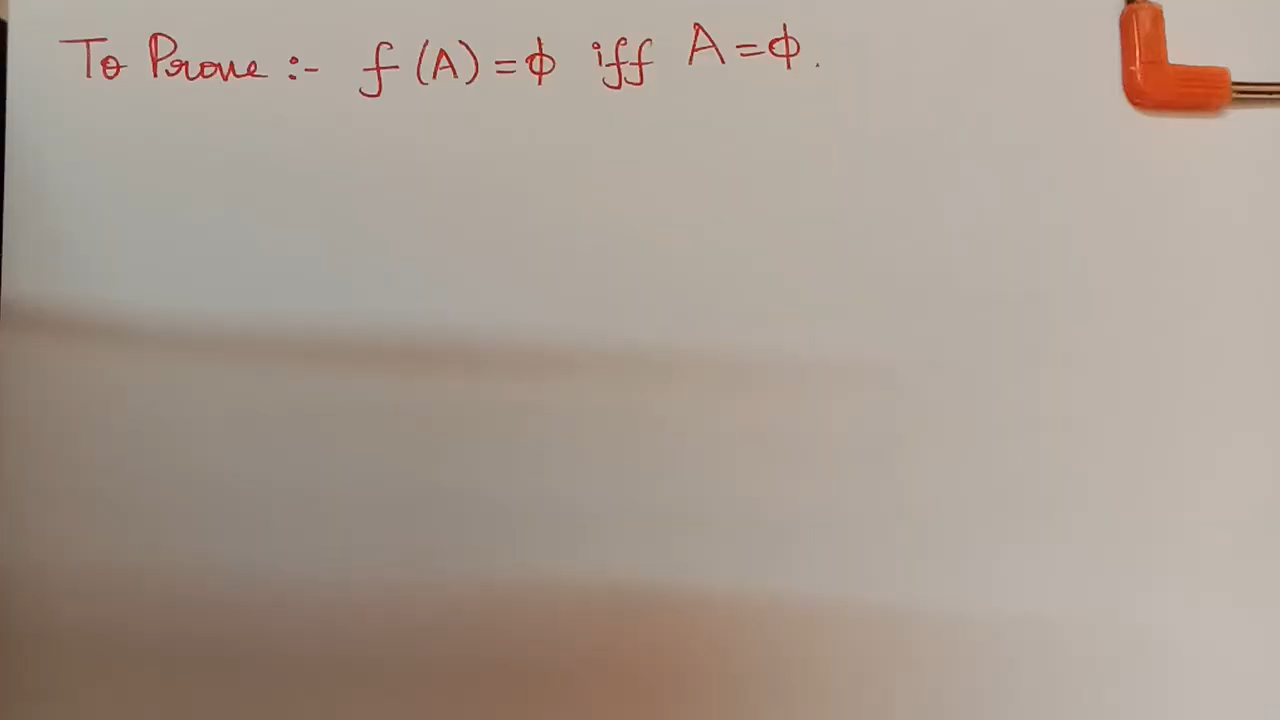 To Prove :- f (A) = ϕ iff A = ϕ.